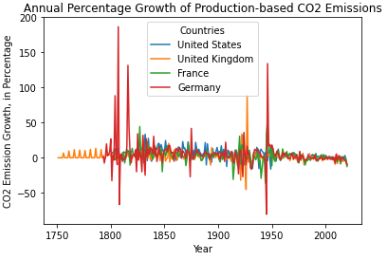 Annual Percentage Growth of Production-based CO2 Emissions
Countries
United States
United Kingdom
France
Germany
CO2 Emission Growth, in Percentage
200
150
100
50
0
−50
1750
1800
1850
1900
1950
2000
Year